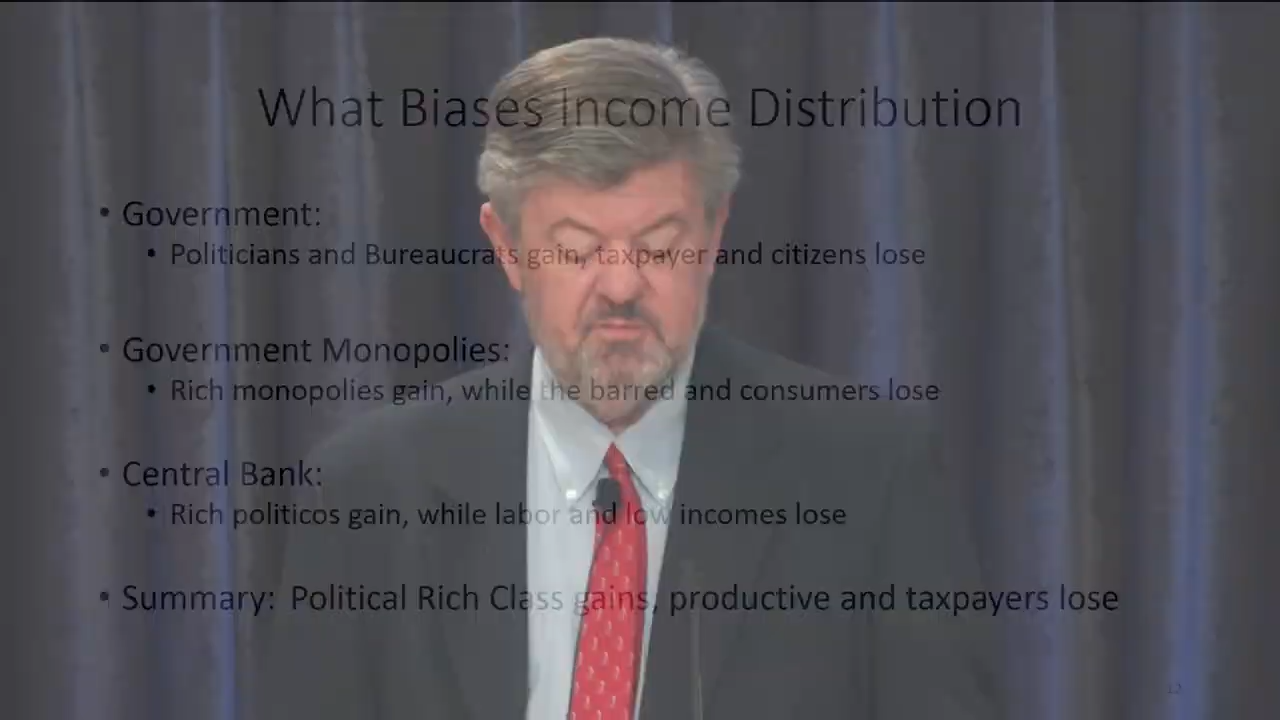 What Biases Income Distribution
• Government:
• Politicians and Bureaucrats gain, taxpayer and citizens lose
• Government Monopolies:
• Rich monopolies gain, while the barred and consumers lose
• Central Bank:
• Rich politicos gain, while labor and low incomes lose
• Summary: Political Rich Class gains, productive and taxpayers lose
12